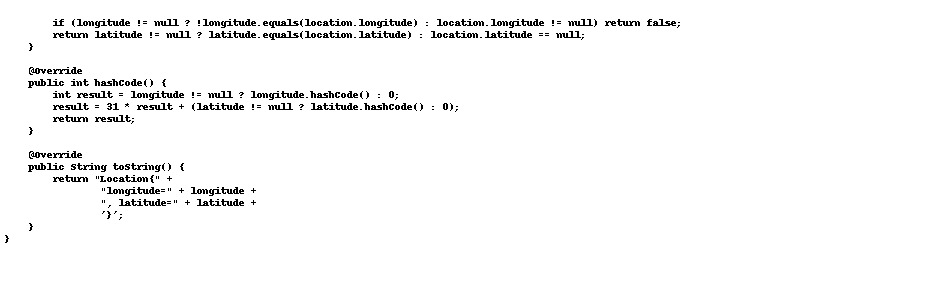 if (longitude != null ? !longitude.equals(location.longitude) : location.longitude != null) return false;
        return latitude != null ? latitude.equals(location.latitude) : location.latitude == null;
    }

    @Override
    public int hashCode() {
        int result = longitude != null ? longitude.hashCode() : 0;
        result = 31 * result + (latitude != null ? latitude.hashCode() : 0);
        return result;
    }

    @Override
    public String toString() {
        return "Location{" +
                "longitude=" + longitude +
                ", latitude=" + latitude +
                '}';
    }
}